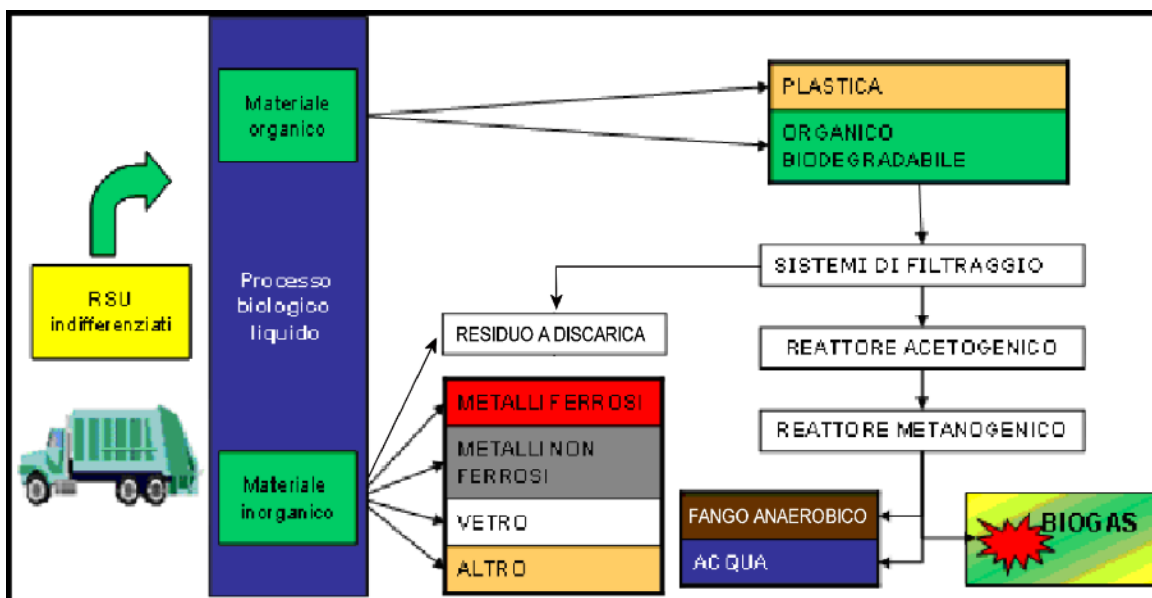 Materiale
organico
PLASTICA
ORGANICO
BIODEGRADABILE
RSU
indifferenziati
Processo
biologico
liquido
SISTEMI DI FILTRAGGIO
RESIDUO A DISCARICA
REATTORE ACETOGENICO
METALLI FERROSI
REATTORE METANOGENICO
METALLI NON
FERROSI
Materiale
inorganico
VETRO
ALTRO
FANGO ANAEROBICO
ACQUA
BIOGAS